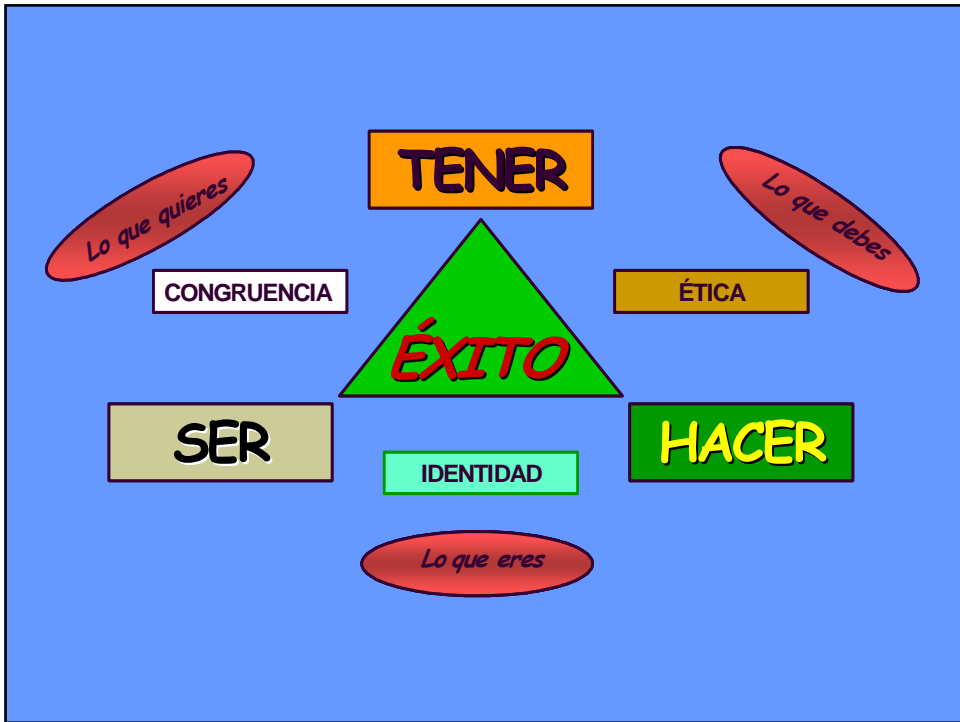 TENER
Lo que quieres
Lo que debes
CONGRUENCIA
ÉTICA
ÉXITO
SER
HACER
IDENTIDAD
Lo que eres